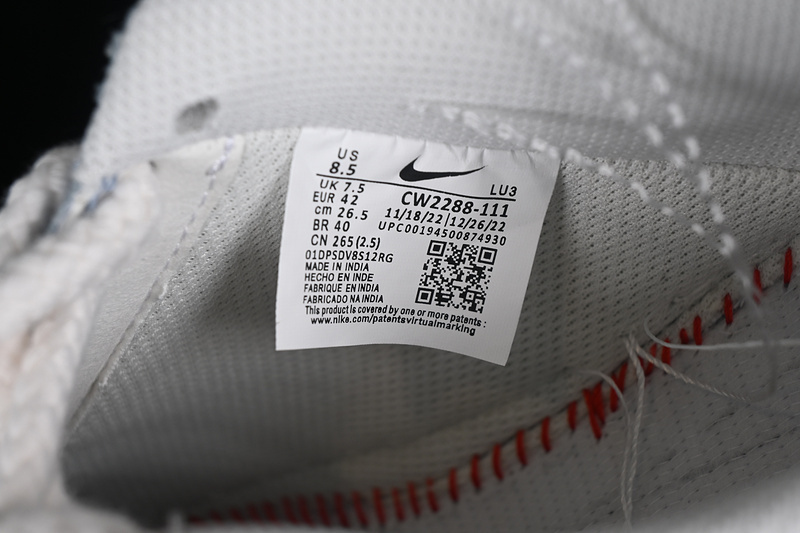 US
8.5
LU3
UK 7.5
EUR 42
cm 26.5
BR 40
CN 265(2.5)
CW2288-111
11/18/22|12/26/22
UPC00194500874930
01DPSDV8S12RG
MADE IN INDIA
HECHO EN INDE
FABRIQUE EN INDIA
FABRICADO NA INDIA
This product is covered by one or more patents :
www.nike.com/patentsvirtualmarking